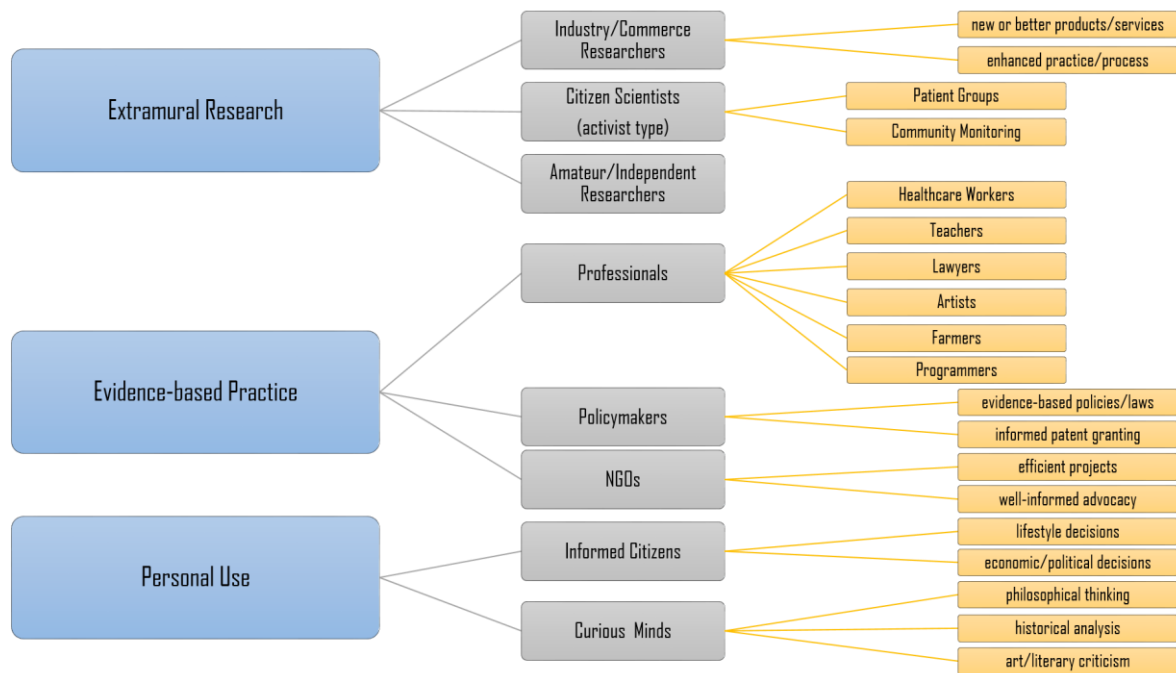 Extramural Research
Industry/Commerce
Researchers
new or better products/services
enhanced practice/process
Citizen Scientists
(activist type)
Patient Groups
Community Monitoring
Amateur/Independent
Researchers
Evidence-based Practice
Professionals
Healthcare Workers
Teachers
Lawyers
Artists
Farmers
Programmers
Policymakers
evidence-based policies/laws
informed patent granting
NGOs
efficient projects
well-informed advocacy
Personal Use
Informed Citizens
lifestyle decisions
economic/political decisions
Curious Minds
philosophical thinking
historical analysis
art/literary criticism